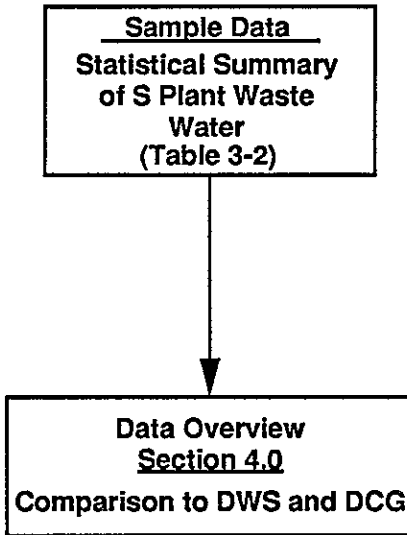 Sample Data
Statistical Summary
of S Plant Waste
Water
(Table 3-2)
Data Overview
Section 4.0
Comparison to DWS and DCG